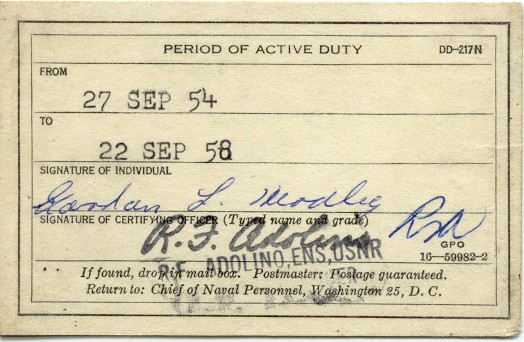 PERIOD OF ACTIVE DUTY DD-217N
FROM
27 SEP 54
TO
22 SEP 58
SIGNATURE OF INDIVIDUAL
Gordon L.
SIGNATURE OF CERTIFYING OFFICER (Typed name and grade)
R.F. Adolino
R.F. ADOLINO, ENS, USNR
GPO
16—59982-2
If found, drop in mail box. Postmaster: Postage guaranteed.
Return to: Chief of Naval Personnel, Washington 25, D. C.